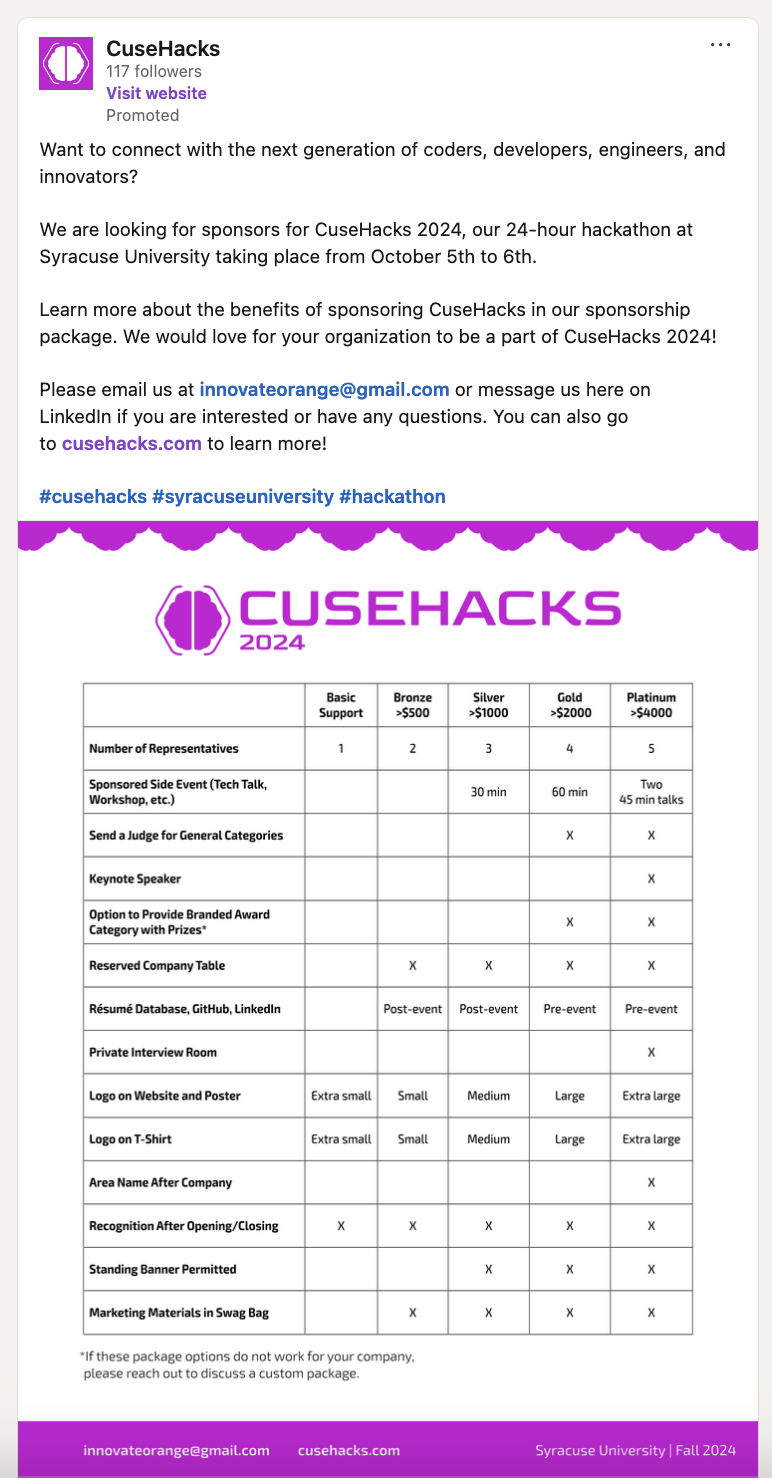 CuseHacks
117 followers
Visit website
Promoted
Want to connect with the next generation of coders, developers, engineers, and
innovators?
We are looking for sponsors for CuseHacks 2024, our 24-hour hackathon at
Syracuse University taking place from October 5th to 6th.
Learn more about the benefits of sponsoring CuseHacks in our sponsorship
package. We would love for your organization to be a part of CuseHacks 2024!
Please email us at innovateorange@gmail.com or message us here on
LinkedIn if you are interested or have any questions. You can also go
to cusehacks.com to learn more!
#cusehacks #syracuseuniversity #hackathon
CUSEHACKS
2024
Basic Support Bronze >$500 Silver >$1000 Gold >$2000 Platinum >$4000
Number of Representatives 1 2 3 4 5
Sponsored Side Event (Tech Talk, Workshop, etc.) 30 min 60 min Two 45 min talks
Send a Judge for General Categories X X
Keynote Speaker X
Option to Provide Branded Award Category with Prizes* X X
Reserved Company Table X X X X
Résumé Database, GitHub, LinkedIn Post-event Post-event Pre-event Pre-event
Private Interview Room X
Logo on Website and Poster Extra small Small Medium Large Extra large
Logo on T-Shirt Extra small Small Medium Large Extra large
Area Name After Company X
Recognition After Opening/Closing X X X X X
Standing Banner Permitted X X X
Marketing Materials in Swag Bag X X X X
*If these package options do not work for your company,
please reach out to discuss a custom package.
innovateorange@gmail.com cusehacks.com Syracuse University | Fall 2024